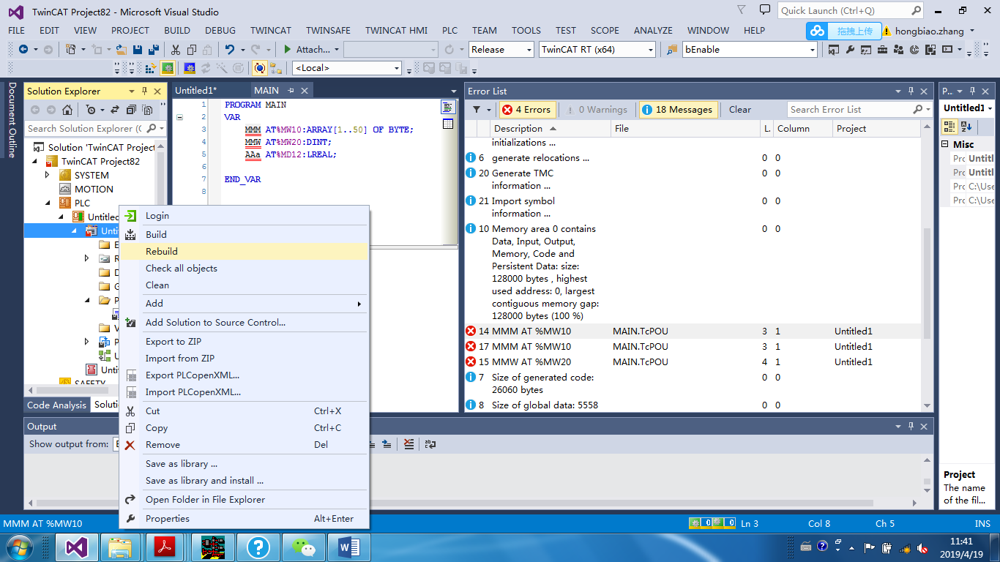 TwinCAT Project82 - Microsoft Visual Studio
Quick Launch (Ctrl+Q)
FILE EDIT VIEW PROJECT BUILD DEBUG TWINCAT TWINSAFE TWINCAT HMI PLC TEAM TOOLS TEST SCOPE ANALYZE WINDOW HELP
拖拽上传
hongbiao.zhang
Attach...
Release
TwinCAT RT (x64)
bEnable
<Local>
Document Outline
Solution Explorer
Search Solution Explorer (C
Solution 'TwinCAT Project
TwinCAT Project82
SYSTEM
MOTION
PLC
Untitled
Unti
E
R
D
G
P
V
P
U
Unti
SAFETY
Code Analysis
Solutio
Untitled1*
MAIN
1 PROGRAM MAIN
2 VAR
3 MMM AT%MW10:ARRAY[1..50] OF BYTE;
4 MMW AT%MW20:DINT;
5 AAa AT%MD12:LREAL;
6
7 END_VAR
8
Login
Build
Rebuild
Check all objects
Clean
Add
Add Solution to Source Control...
Export to ZIP
Import from ZIP
Export PLCopenXML...
Import PLCopenXML...
Cut Ctrl+X
Copy Ctrl+C
Remove Del
Save as library ...
Save as library and install ...
Open Folder in File Explorer
Properties Alt+Enter
Error List
4 Errors
0 Warnings
18 Messages
Clear
Search Error List
Description File L. Column Project
initializations ...
6 generate relocations ... 0 0
20 Generate TMC 0 0
information ...
21 Import symbol 0 0
information ...
10 Memory area 0 contains 0 0
Data, Input, Output,
Memory, Code and
Persistent Data: size:
128000 bytes , highest
used address: 0, largest
contiguous memory gap:
128000 bytes (100 %)
14 MMM AT %MW10 MAIN.TcPOU 3 1 Untitled1
17 MMM AT %MW10 MAIN.TcPOU 3 1 Untitled1
15 MMW AT %MW20 MAIN.TcPOU 4 1 Untitled1
7 Size of generated code: 0 0
26060 bytes
8 Size of global data: 5558 0 0
P...
Untitled1
Misc
Prc Untitl
Prc Untitl
Prc C:\Use
Prc C:\Use
Project
The name
of the fil...
Output
Show output from:
MMM AT %MW10
0
0
Ln 3
Col 8
Ch 5
INS
11:41
2019/4/19